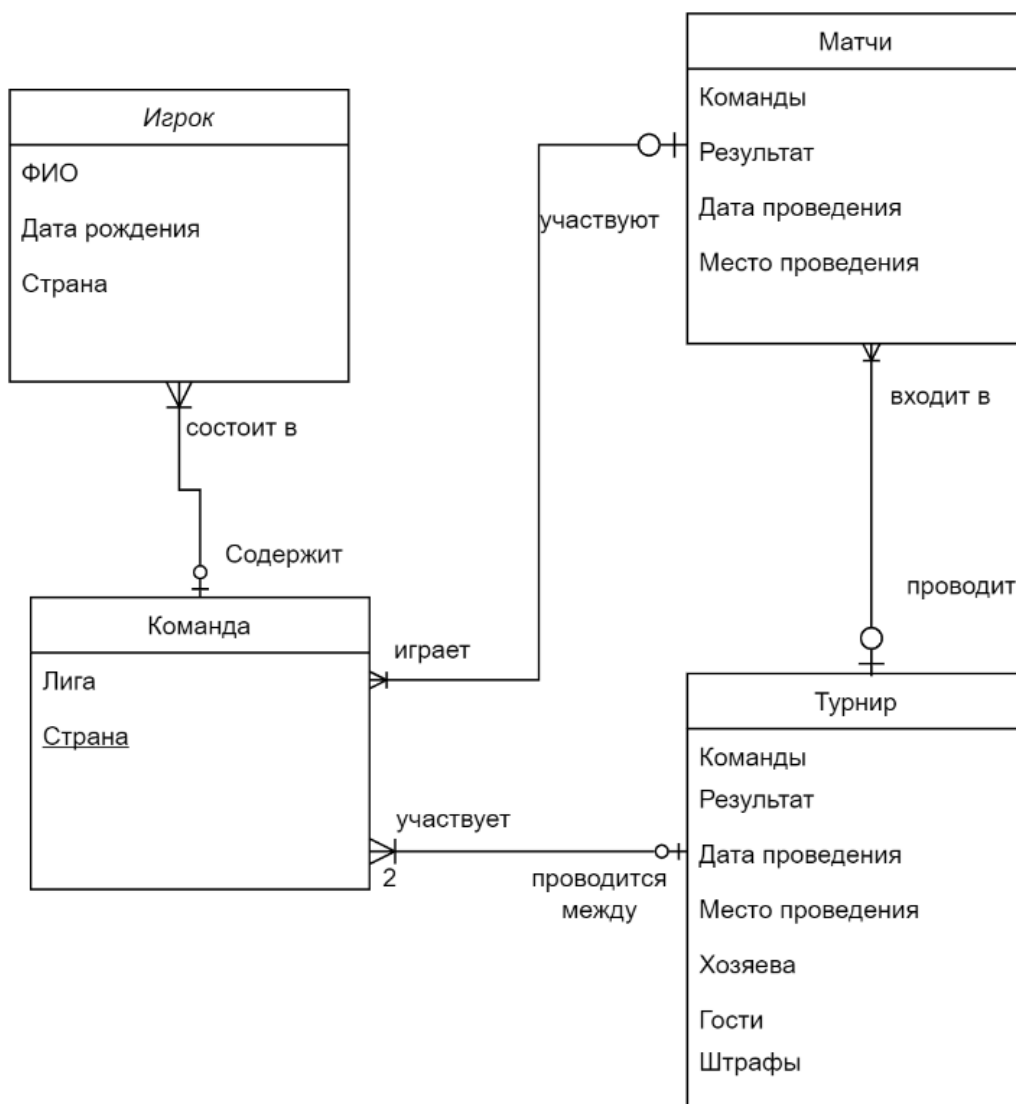 Матчи
Команды
Результат
Дата проведения
Место проведения
Игрок
ФИО
Дата рождения
Страна
участвуют
состоит в
входит в
Содержит
проводит
Команда
Лига
Страна
играет
участвует
2
проводится
между
Турнир
Команды
Результат
Дата проведения
Место проведения
Хозяева
Гости
Штрафы